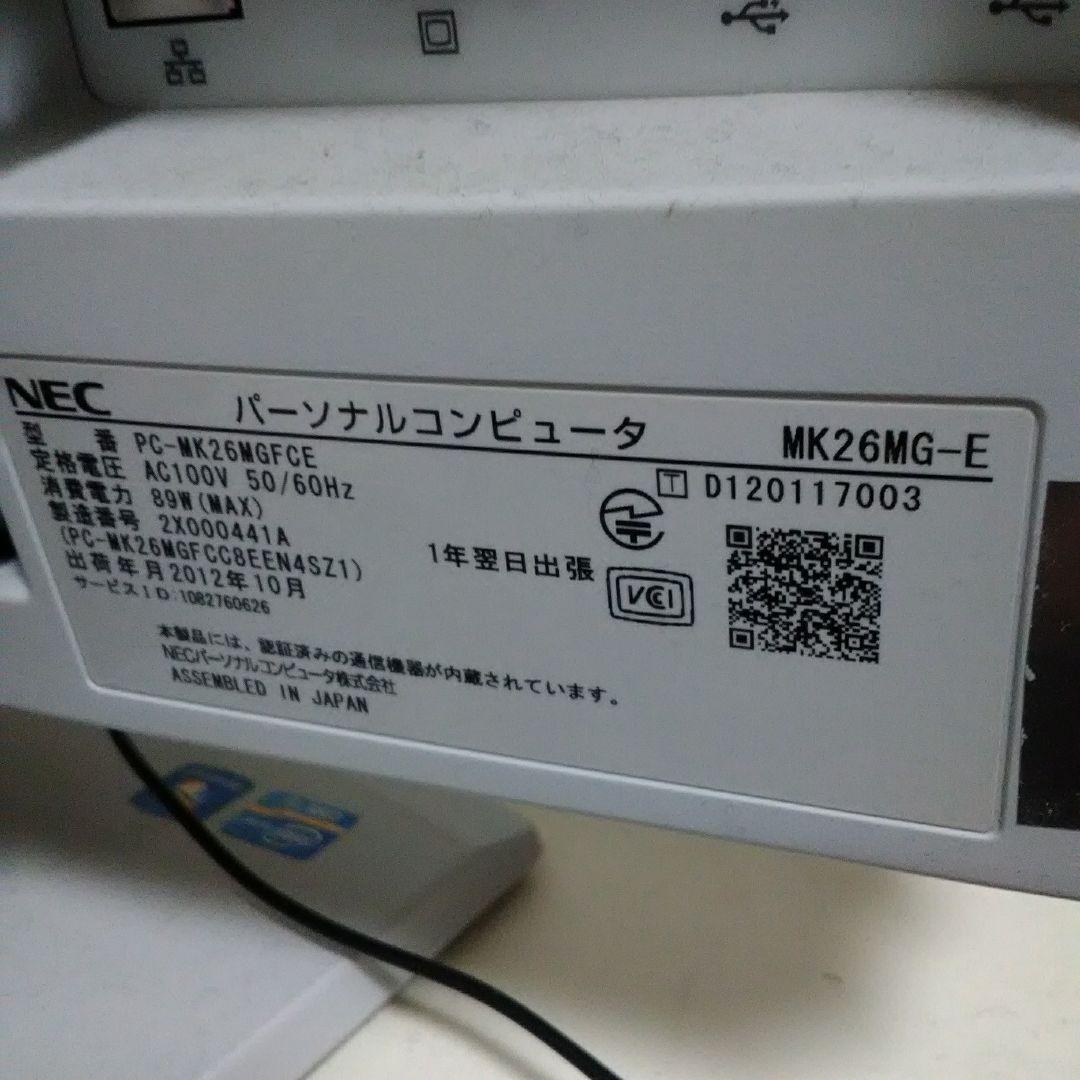 NEC パーソナルコンピュータ MK26MG-E
型 番 PC-MK26MGFCE
定格電圧 AC100V 50/60Hz
消費電力 89W(MAX)
製造番号 2X000441A
(PC-MK26MGFCC8EEN4SZ1)
出荷年月2012年10月
サービスID:1082760626
T D120117003
1年翌日出張
VCCI
本製品には、認証済みの通信機器が内蔵されています。
NECパーソナルコンピュータ株式会社
ASSEMBLED IN JAPAN